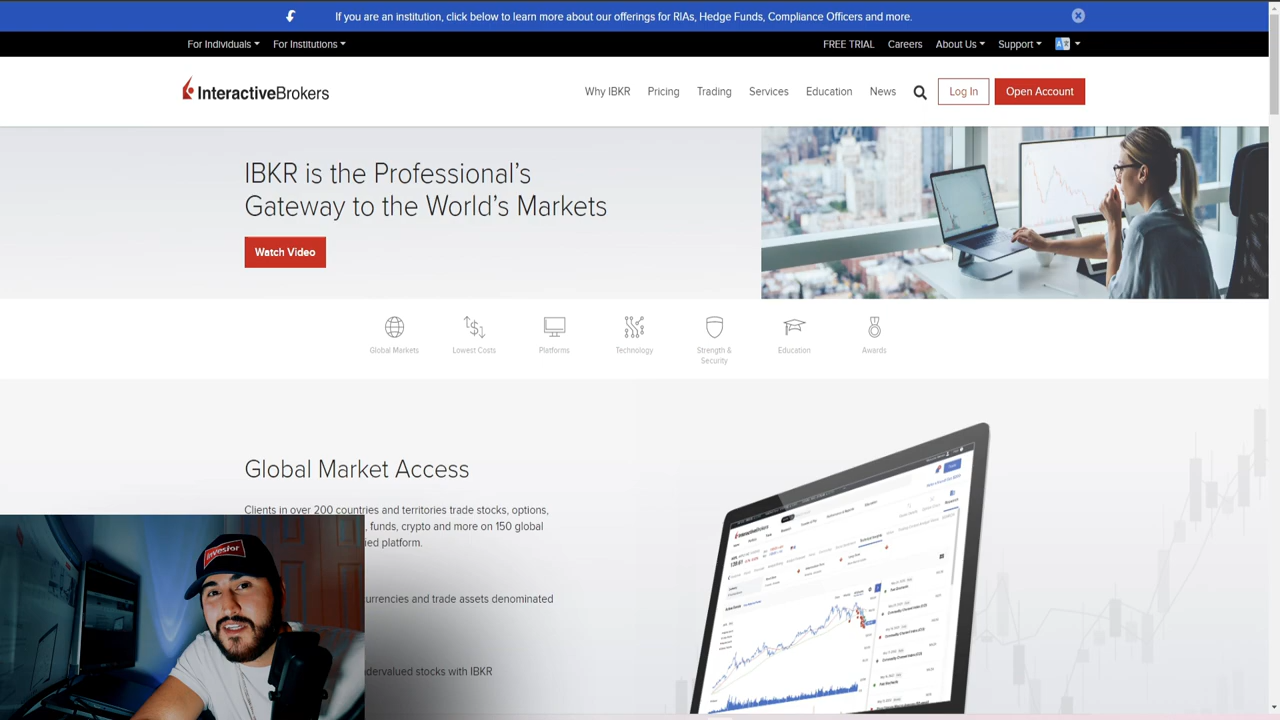 If you are an institution, click below to learn more about our offerings for RIAs, Hedge Funds, Compliance Officers and more.
For Individuals For Institutions FREE TRIAL Careers About Us Support
InteractiveBrokers Why IBKR Pricing Trading Services Education News Log In Open Account
IBKR is the Professional's
Gateway to the World's Markets
Watch Video
Global Markets Lowest Costs Platforms Technology Strength & Education Awards
Security
Global Market Access
Clients in over 200 countries and territories trade stocks, options,
, funds, crypto and more on 150 global
ied platform.
urrencies and trade assets denominated
dervalued stocks with IBKR
Investor
InteractiveBrokers